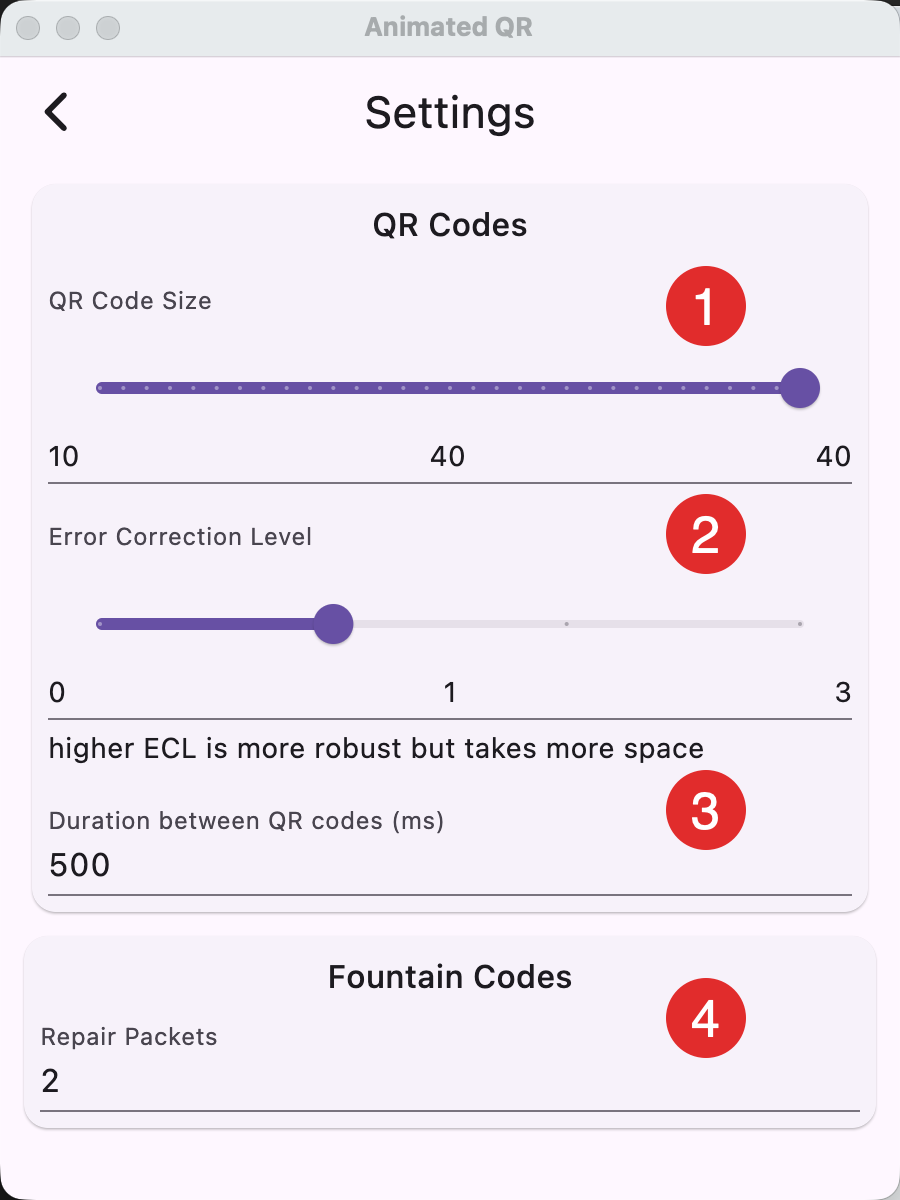 Animated QR
Settings
QR Codes
QR Code Size
1
10 40 40
Error Correction Level
2
0 1 3
higher ECL is more robust but takes more space
3
Duration between QR codes (ms)
500
Fountain Codes
4
Repair Packets
2